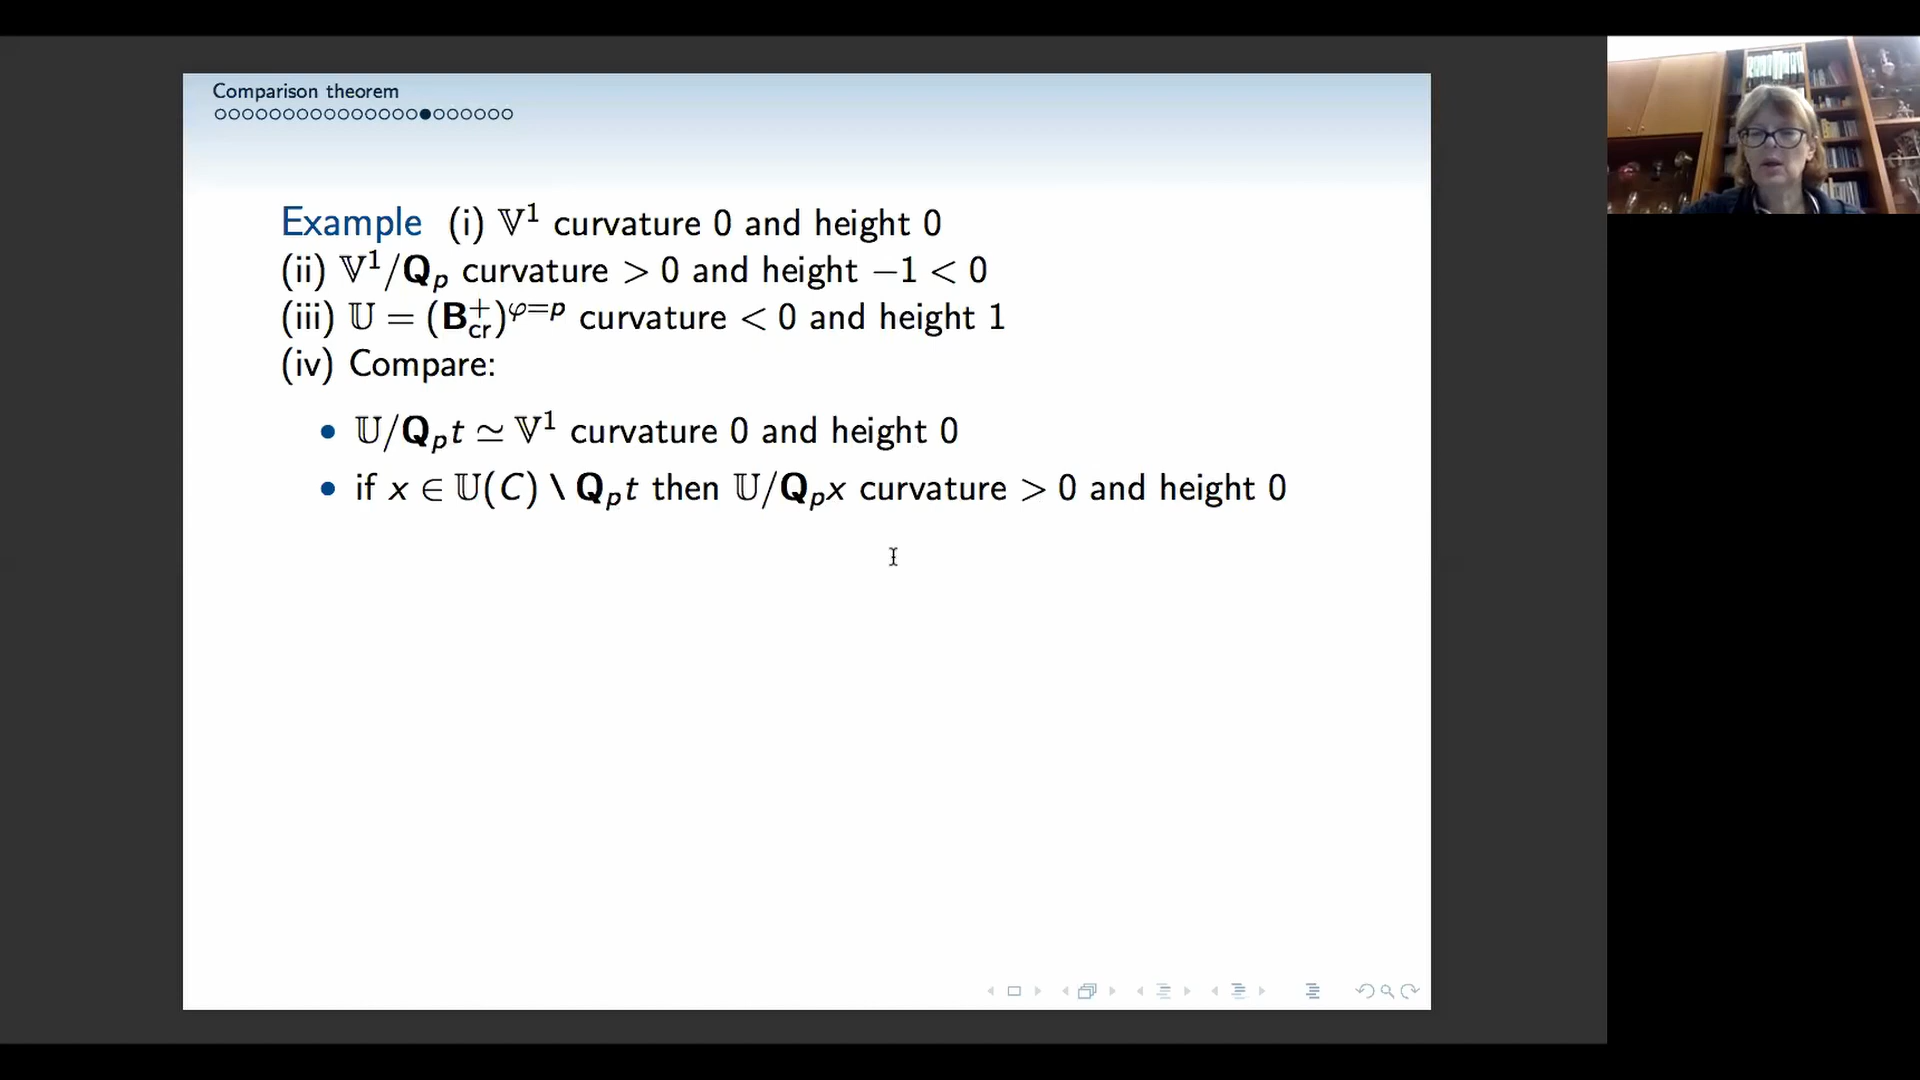 Comparison theorem
Example (i) 𝕍¹ curvature 0 and height 0
(ii) 𝕍¹/𝐐ₚ curvature > 0 and height −1 < 0
(iii) 𝕌 = (𝐁⁺_cr)^{φ=p} curvature < 0 and height 1
(iv) Compare:
• 𝕌/𝐐ₚt ≃ 𝕍¹ curvature 0 and height 0
• if x ∈ 𝕌(C) \ 𝐐ₚt then 𝕌/𝐐ₚx curvature > 0 and height 0